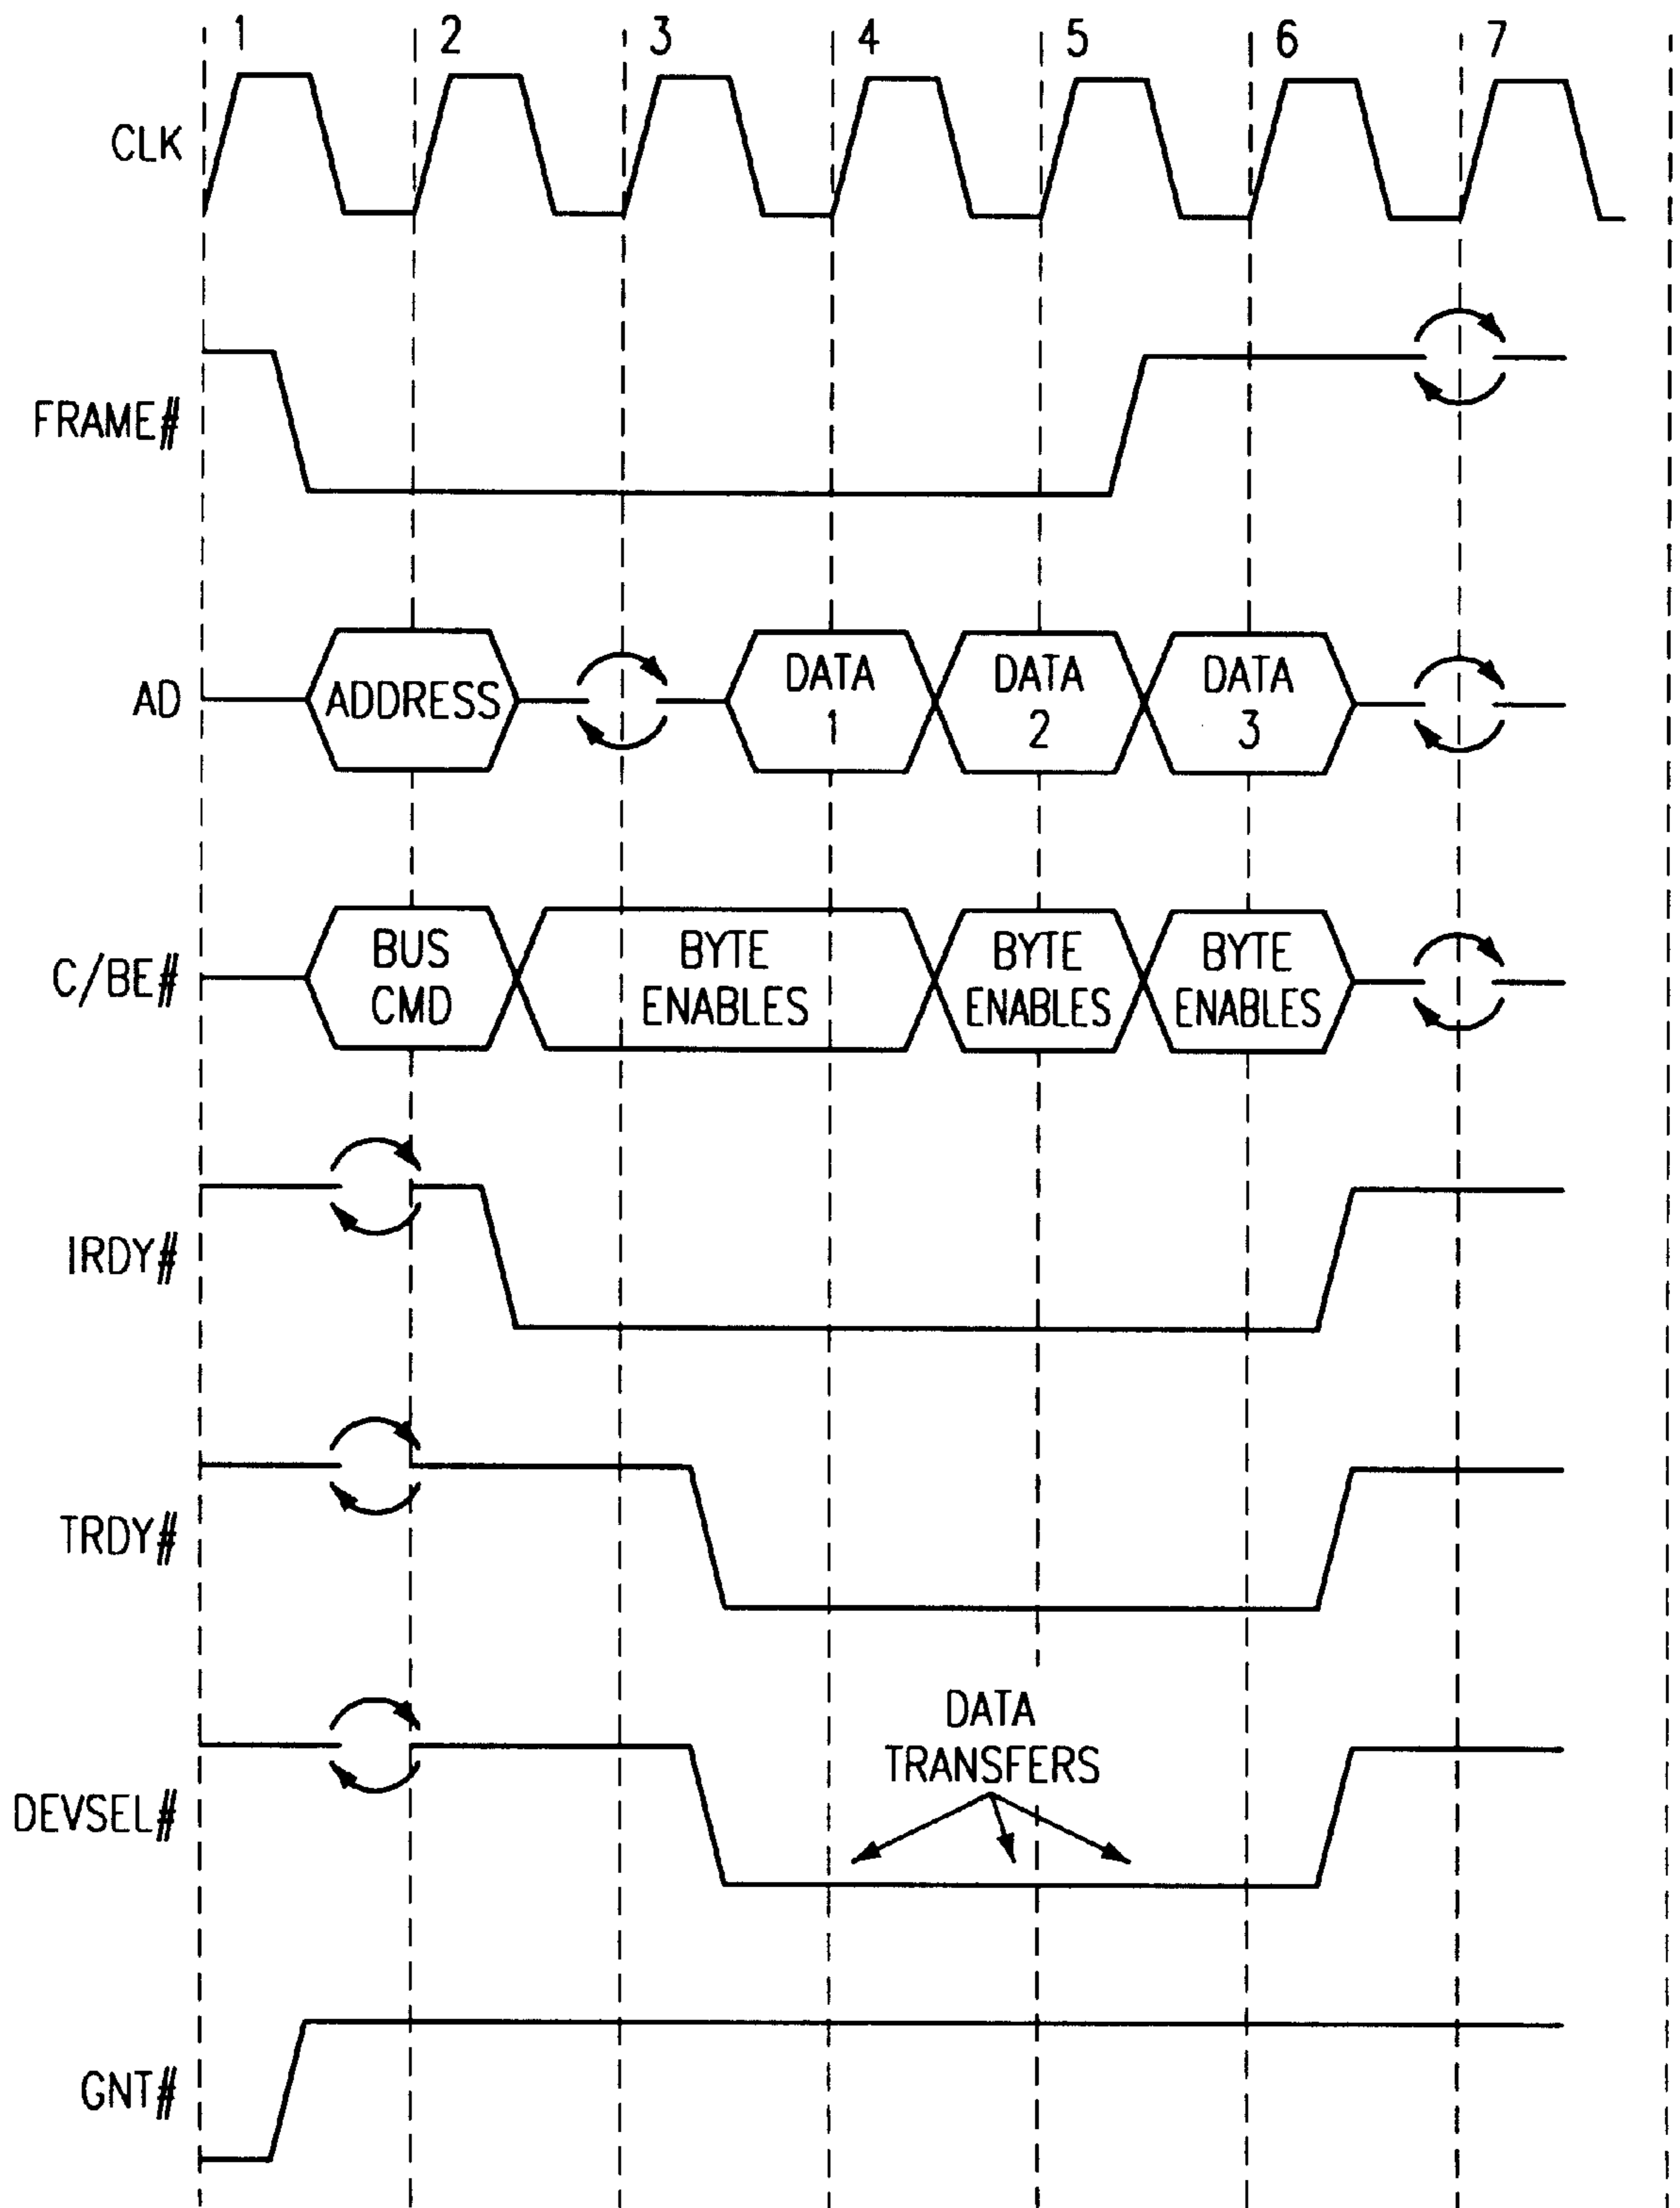 1 2 3 4 5 6 7
CLK
FRAME#
AD
ADDRESS
DATA
1
DATA
2
DATA
3
C/BE#
BUS
CMD
BYTE
ENABLES
BYTE
ENABLES
BYTE
ENABLES
IRDY#
TRDY#
DEVSEL#
DATA
TRANSFERS
GNT#